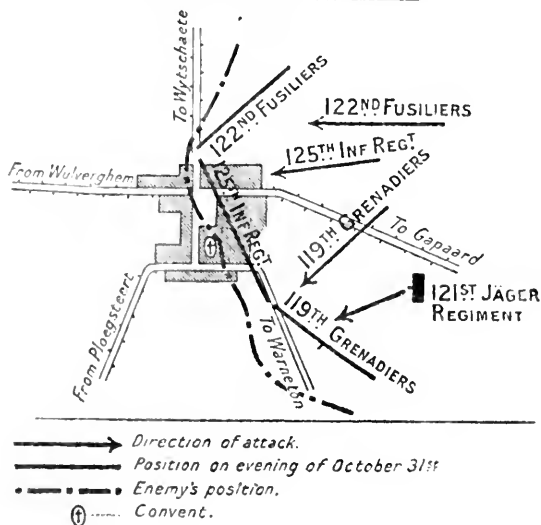 To Wytschaete
122ND FUSILIERS
122ND FUSILIERS
125TH INF REGT
From Wulverghem
125TH INF REGT
119TH GRENADIERS
To Gapaard
121ST JÄGER
REGIMENT
119TH GRENADIERS
To Warneton
From Ploegsteert
Direction of attack.
Position on evening of October 31st
Enemy's position.
Convent.